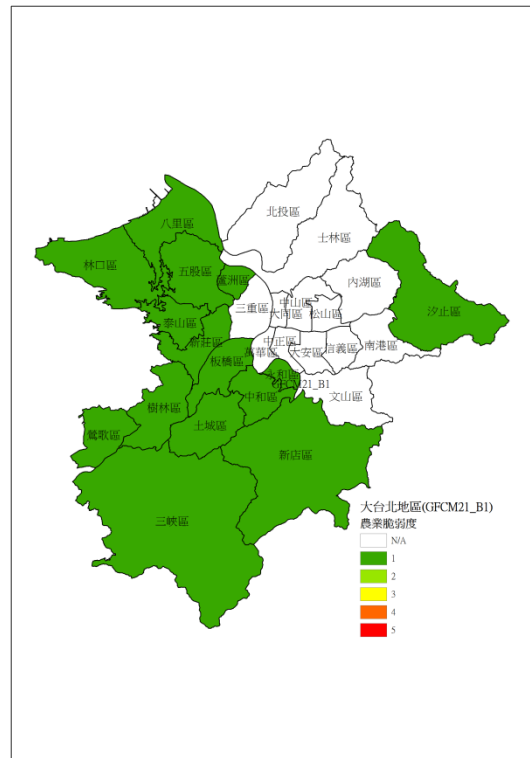 北投區
士林區
八里區
林口區
五股區
蘆洲區
內湖區
汐止區
三重區
中山區
大同區
松山區
泰山區
新莊區
中正區
萬華區
大安區
信義區
南港區
板橋區
永和區
GFCM21_B1
中和區
文山區
樹林區
土城區
鶯歌區
新店區
三峽區
大台北地區(GFCM21_B1)
農業脆弱度
N/A
1
2
3
4
5